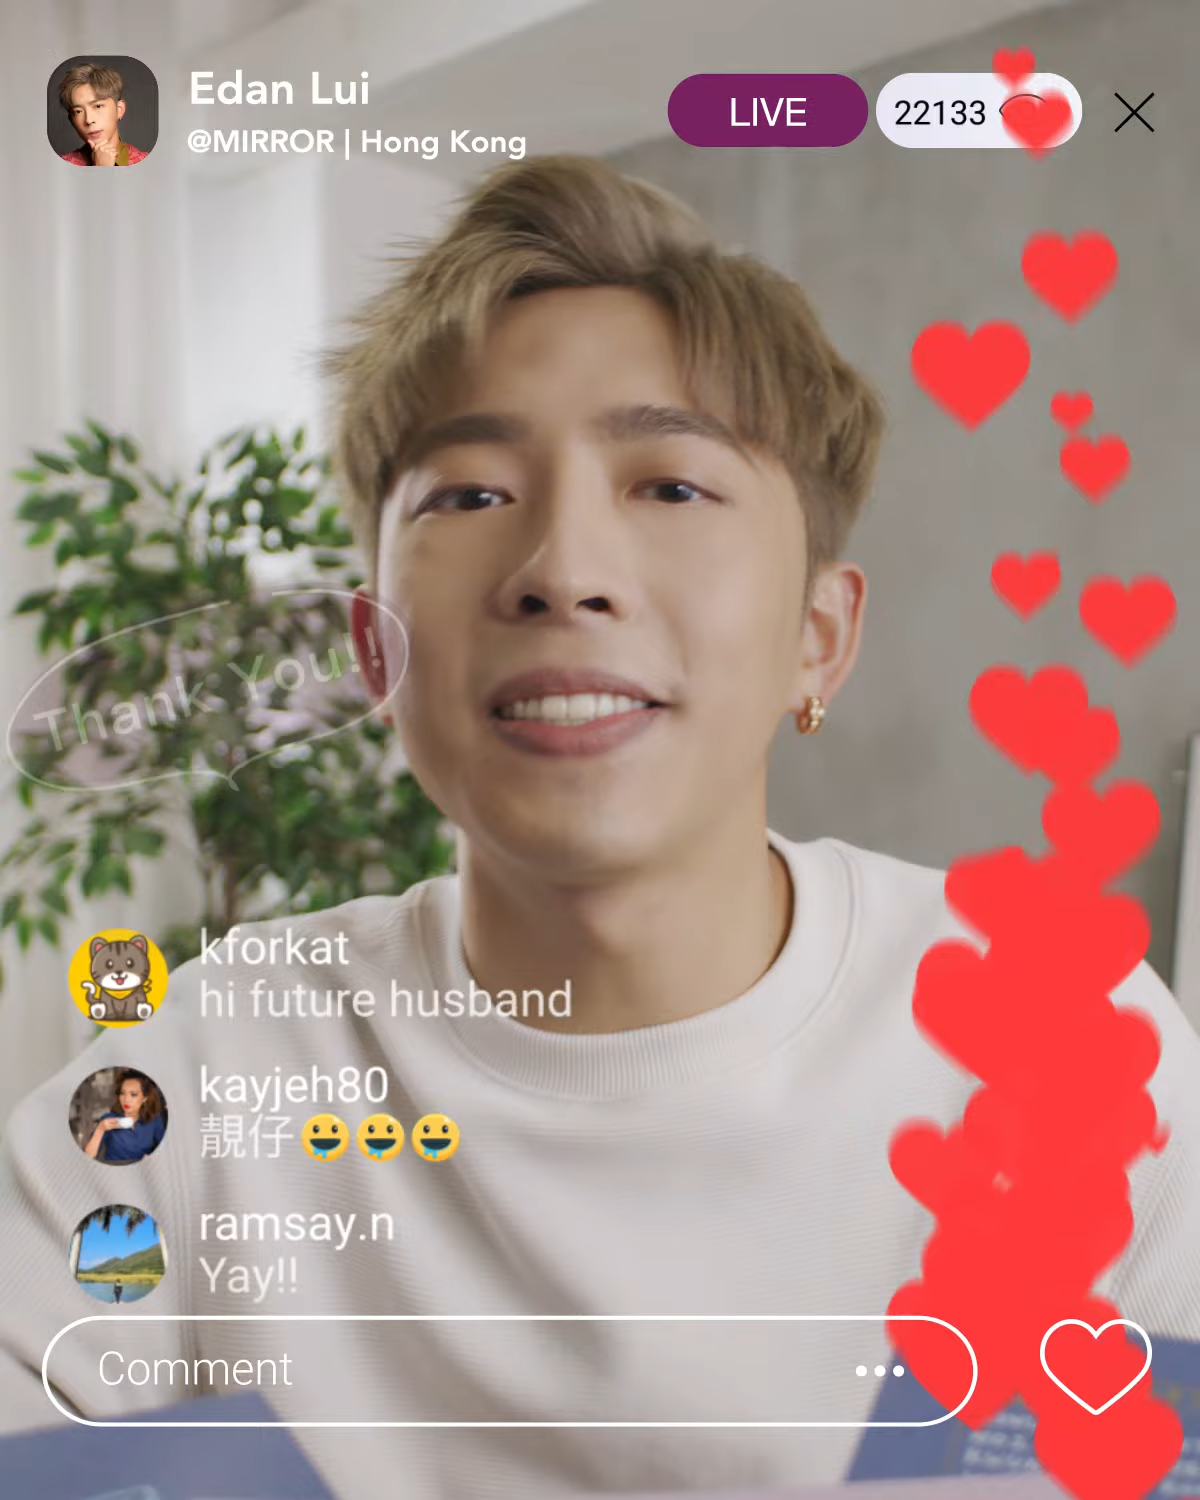 Edan Lui
@MIRROR | Hong Kong
LIVE
22133
Thank You!!
kforkat
hi future husband
kayjeh80
靚仔🤤🤤🤤
ramsay.n
Yay!!
Comment